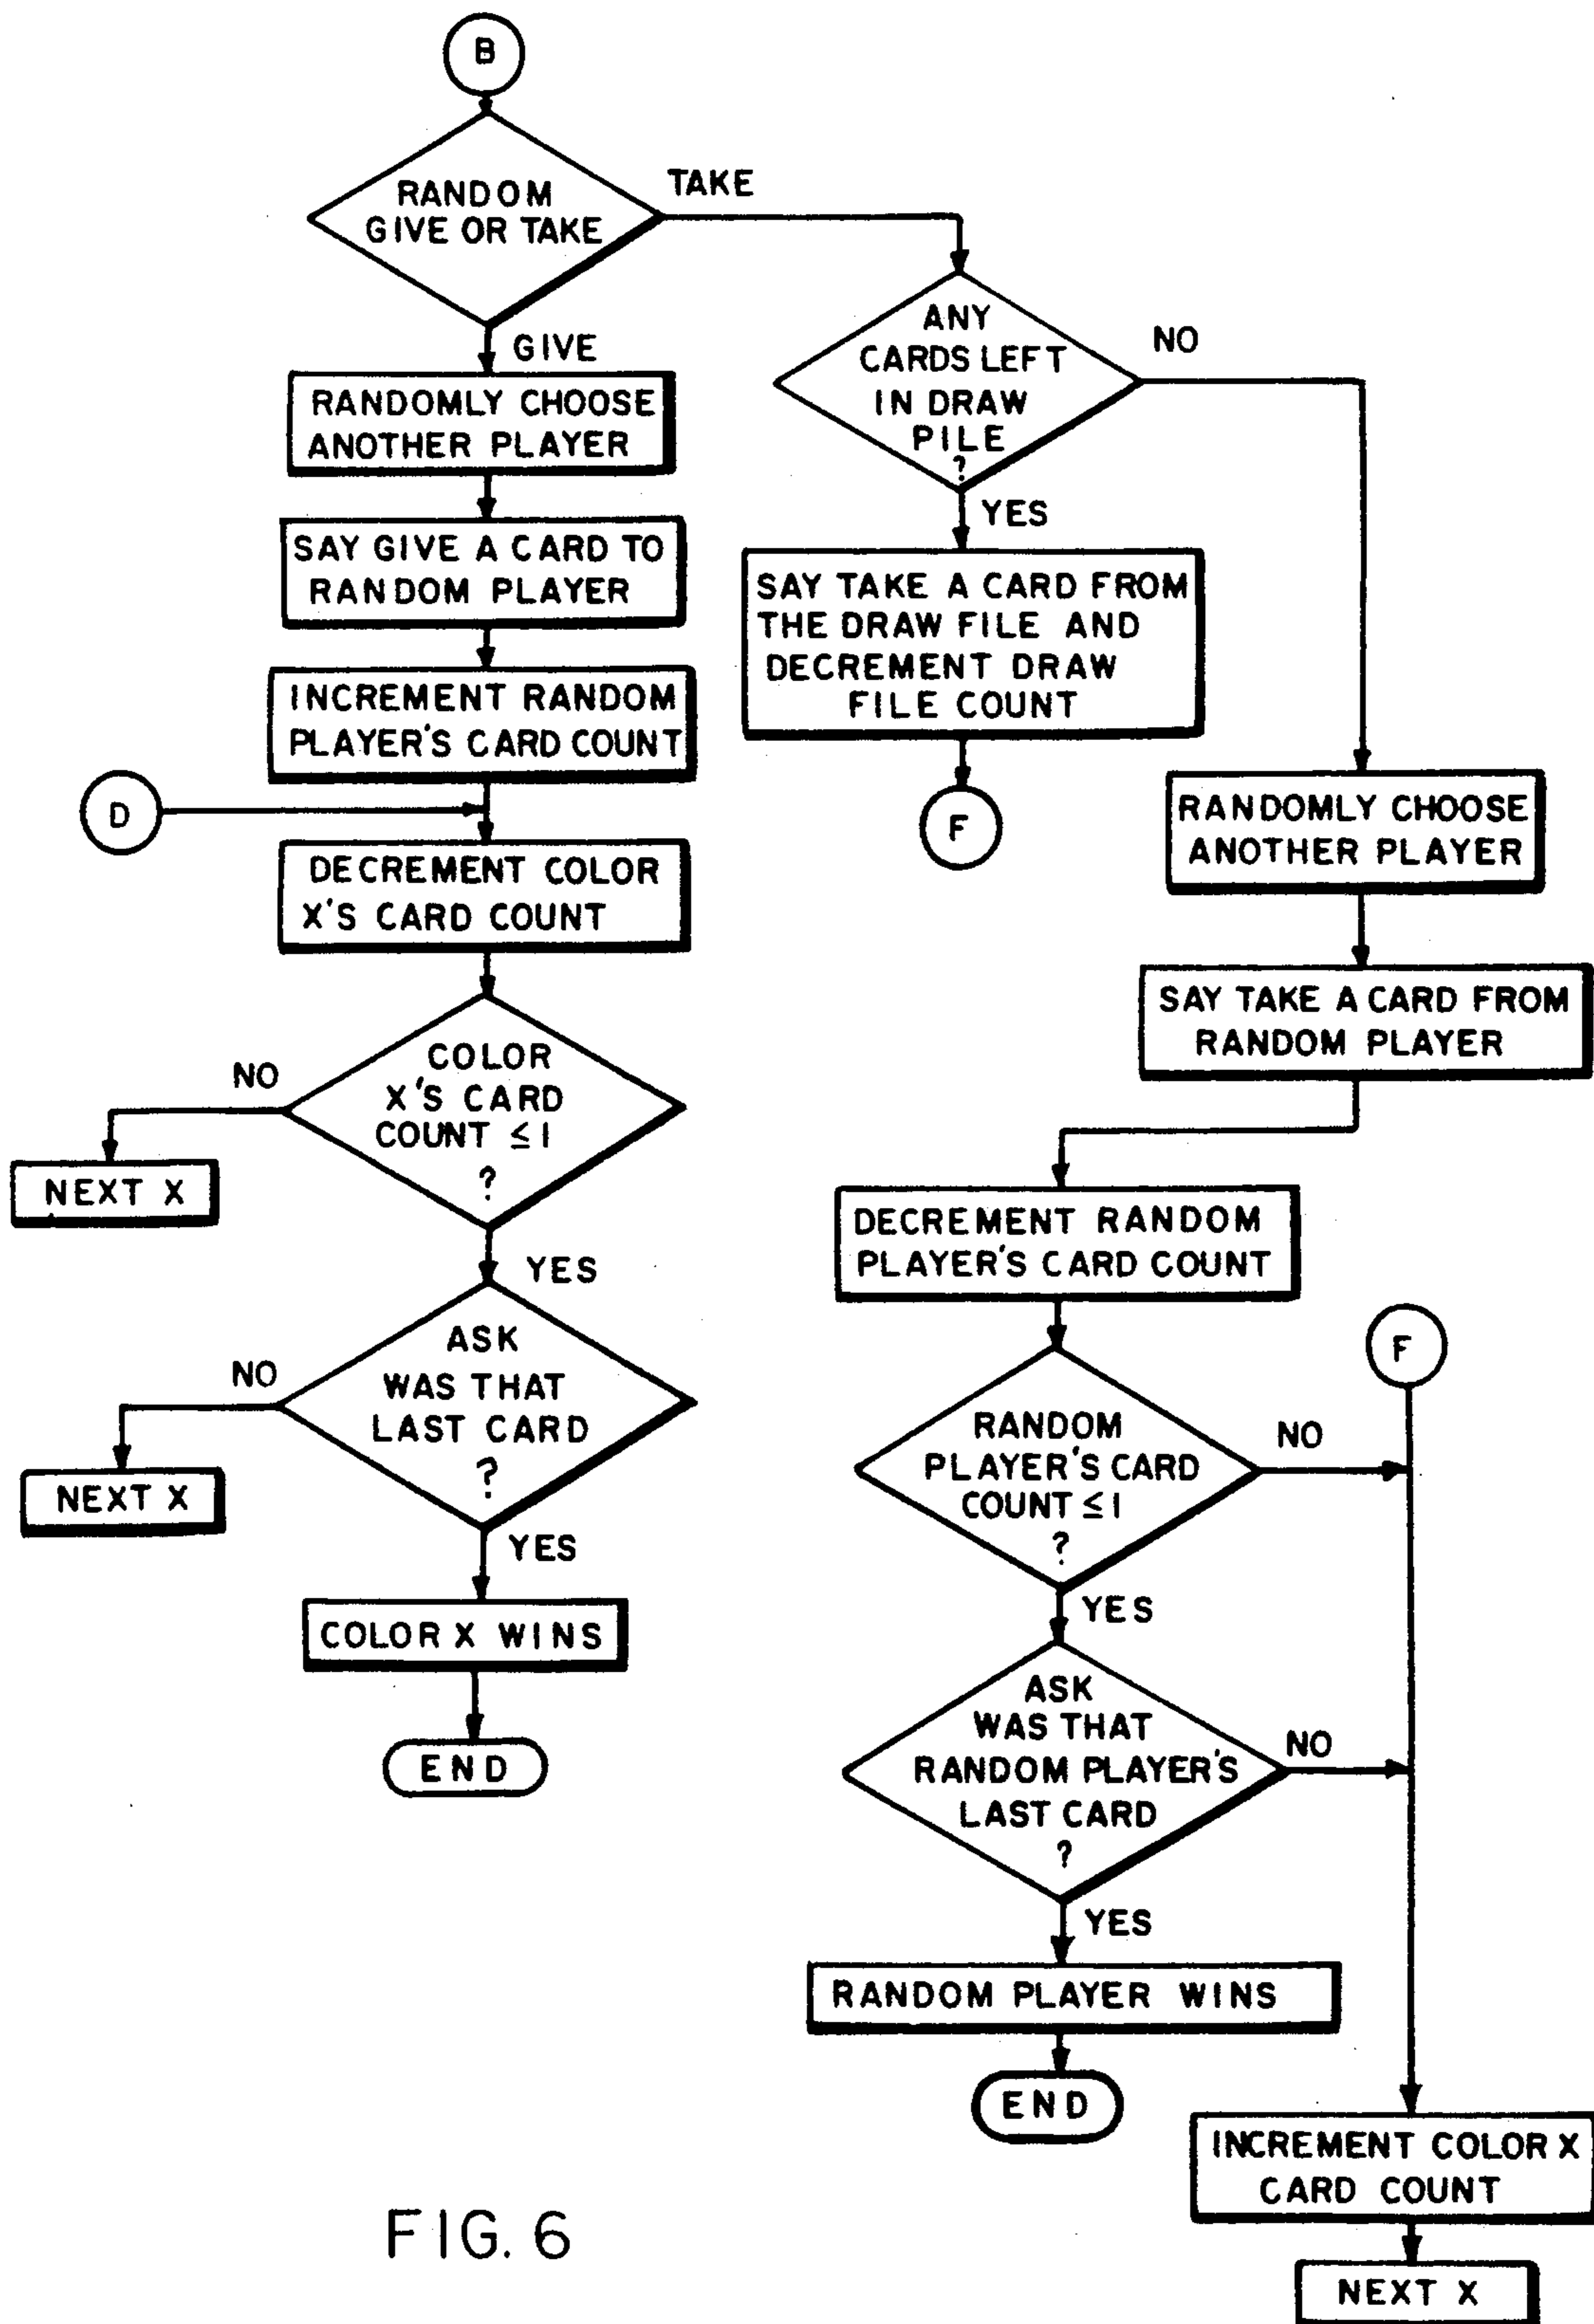 B
RANDOM
GIVE OR TAKE
TAKE
GIVE
RANDOMLY CHOOSE
ANOTHER PLAYER
SAY GIVE A CARD TO
RANDOM PLAYER
INCREMENT RANDOM
PLAYER'S CARD COUNT
D
DECREMENT COLOR
X'S CARD COUNT
COLOR
X'S CARD
COUNT ≤ 1
?
NO
NEXT X
YES
ASK
WAS THAT
LAST CARD
?
NO
NEXT X
YES
COLOR X WINS
END
ANY
CARDS LEFT
IN DRAW
PILE
?
NO
YES
SAY TAKE A CARD FROM
THE DRAW FILE AND
DECREMENT DRAW
FILE COUNT
F
RANDOMLY CHOOSE
ANOTHER PLAYER
SAY TAKE A CARD FROM
RANDOM PLAYER
DECREMENT RANDOM
PLAYER'S CARD COUNT
F
RANDOM
PLAYER'S CARD
COUNT ≤ 1
?
NO
YES
ASK
WAS THAT
RANDOM PLAYER'S
LAST CARD
?
NO
YES
RANDOM PLAYER WINS
END
INCREMENT COLOR X
CARD COUNT
NEXT X
FIG. 6